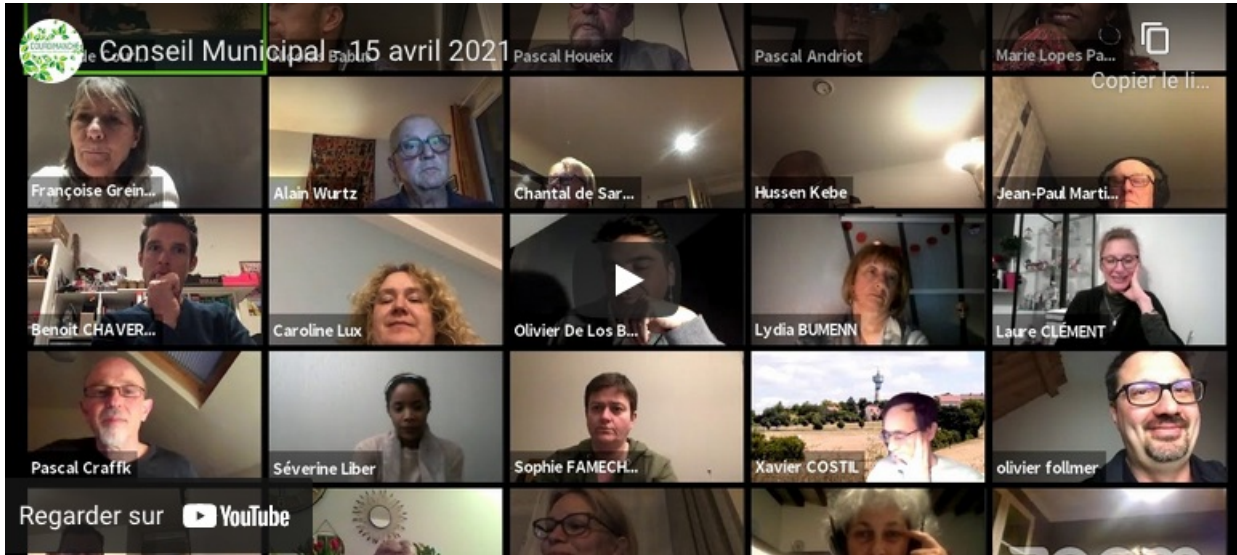 COURDIMANCHE
Conseil Municipal - 15 avril 2021
Pascal Houeix
Pascal Andriot
Marie Lopes Pa...
Copier le li...
Françoise Grein...
Alain Wurtz
Chantal de Sar...
Hussen Kebe
Jean-Paul Marti...
Benoit CHAVER...
Caroline Lux
Olivier De Los B...
Lydia BUMENN
Laure CLÉMENT
Pascal Craffk
Séverine Liber
Sophie FAMECH...
Xavier COSTIL
olivier follmer
Regarder sur YouTube
zoom